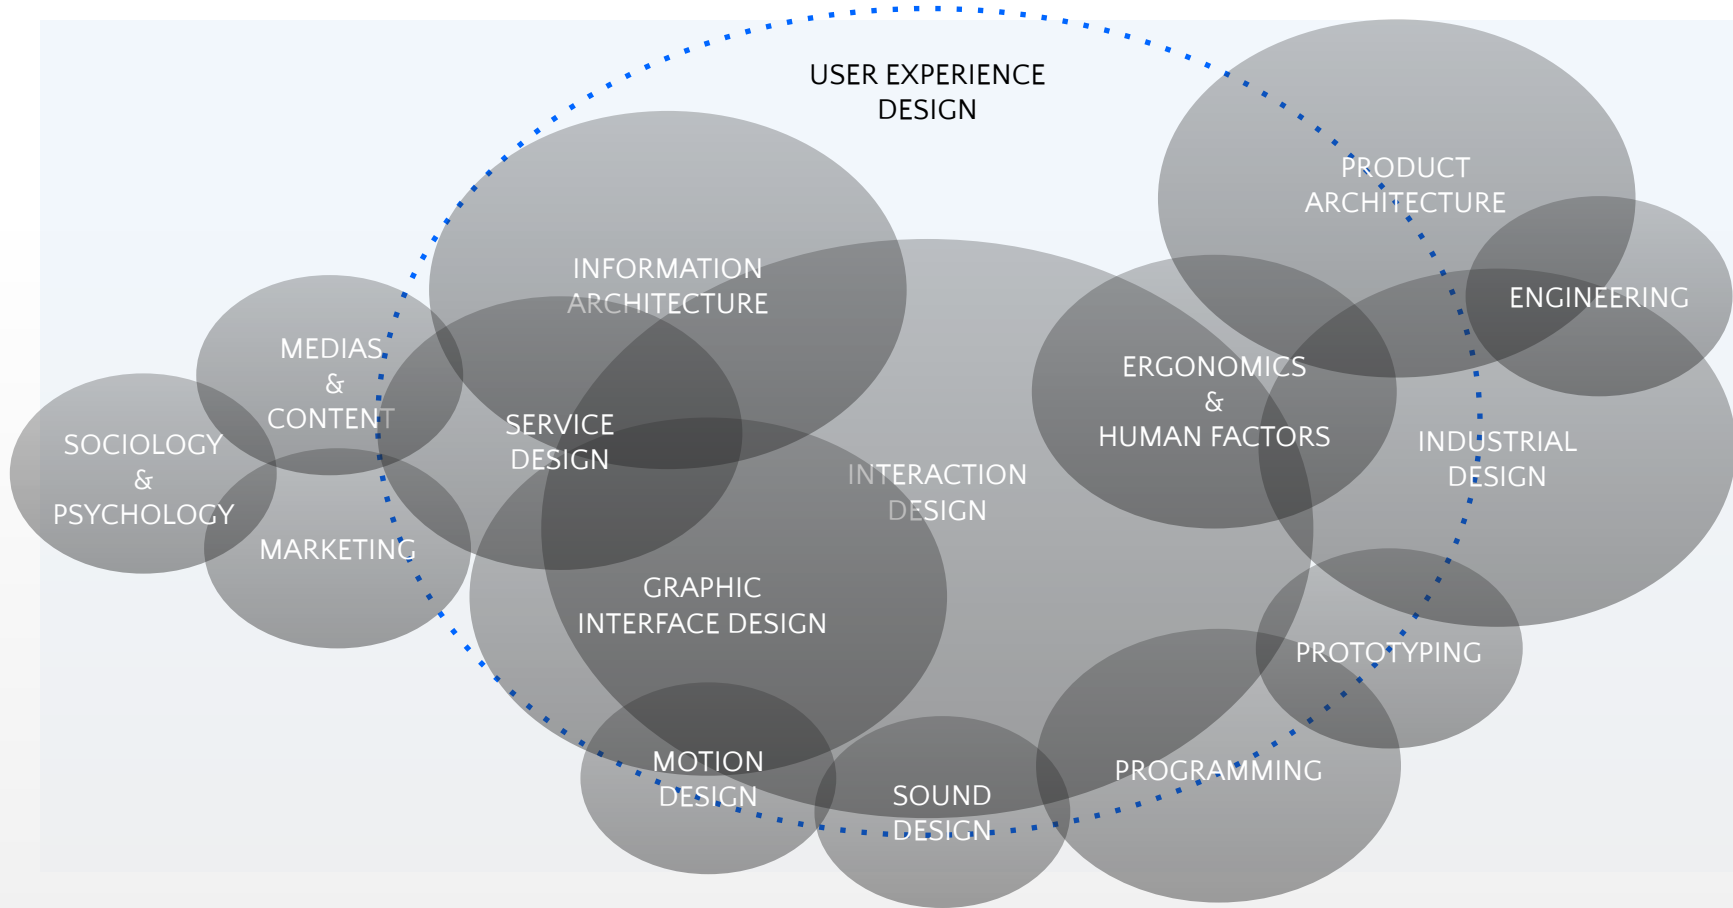 USER EXPERIENCE
DESIGN
PRODUCT
ARCHITECTURE
INFORMATION
ARCHITECTURE
ENGINEERING
MEDIAS
&
CONTENT
ERGONOMICS
&
HUMAN FACTORS
SOCIOLOGY
&
PSYCHOLOGY
SERVICE
DESIGN
INTERACTION
DESIGN
INDUSTRIAL
DESIGN
MARKETING
GRAPHIC
INTERFACE DESIGN
PROTOTYPING
MOTION
DESIGN
SOUND
DESIGN
PROGRAMMING